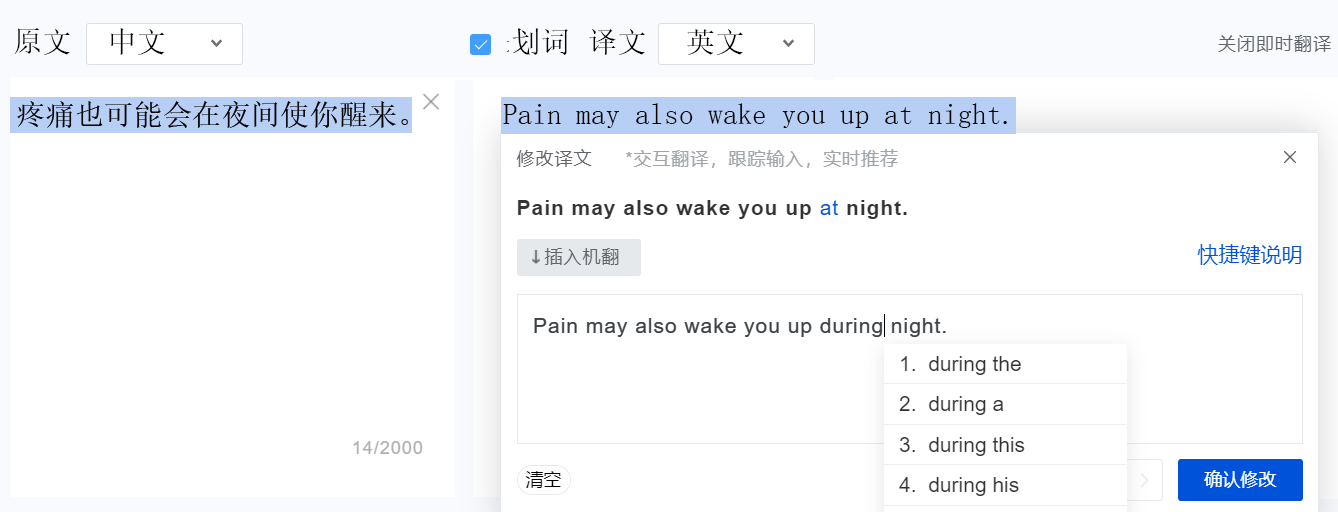 原文 中文 划词 译文 英文 关闭即时翻译
疼痛也可能会在夜间使你醒来。
Pain may also wake you up at night.
修改译文 *交互翻译，跟踪输入，实时推荐
Pain may also wake you up at night.
↓插入机翻 快捷键说明
Pain may also wake you up during night.
1. during the
2. during a
3. during this
4. during his
14/2000
清空 确认修改